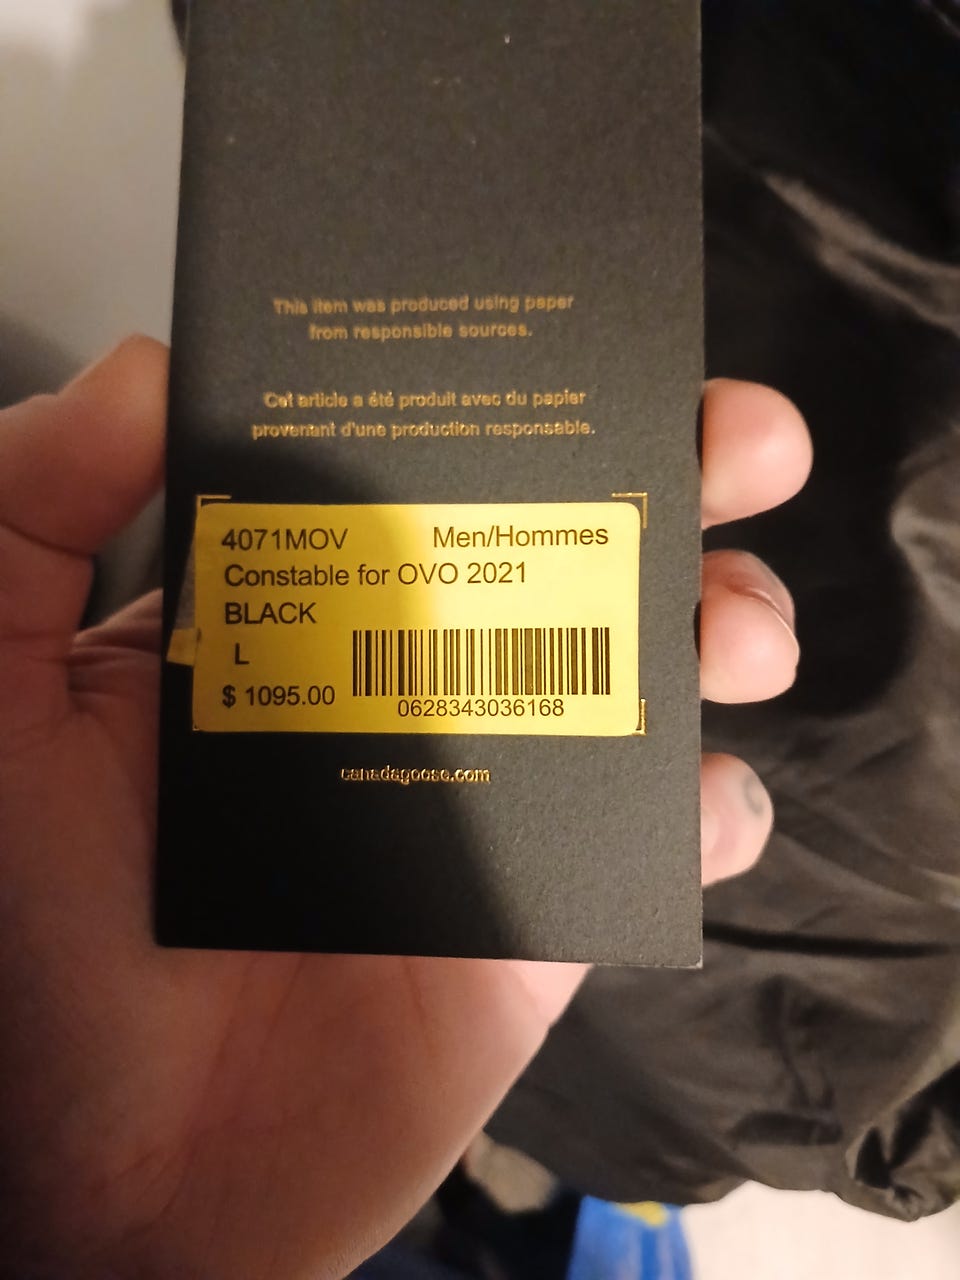 This item was produced using paper
from responsible sources.
Cet article a été produit avec du papier
provenant d'une production responsable.
4071MOV Men/Hommes
Constable for OVO 2021
BLACK
L
$ 1095.00
0628343036168
canadagoose.com